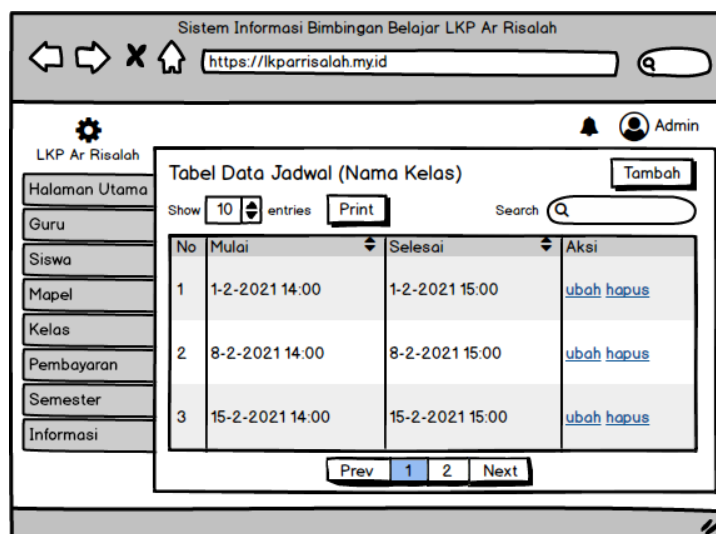 Sistem Informasi Bimbingan Belajar LKP Ar Risalah
https://lkparrisalah.my.id
Admin
LKP Ar Risalah
Halaman Utama
Guru
Siswa
Mapel
Kelas
Pembayaran
Semester
Informasi
Tabel Data Jadwal (Nama Kelas)
Tambah
Show 10 entries Print Search
No Mulai Selesai Aksi
1 1-2-2021 14:00 1-2-2021 15:00 ubah hapus
2 8-2-2021 14:00 8-2-2021 15:00 ubah hapus
3 15-2-2021 14:00 15-2-2021 15:00 ubah hapus
Prev 1 2 Next